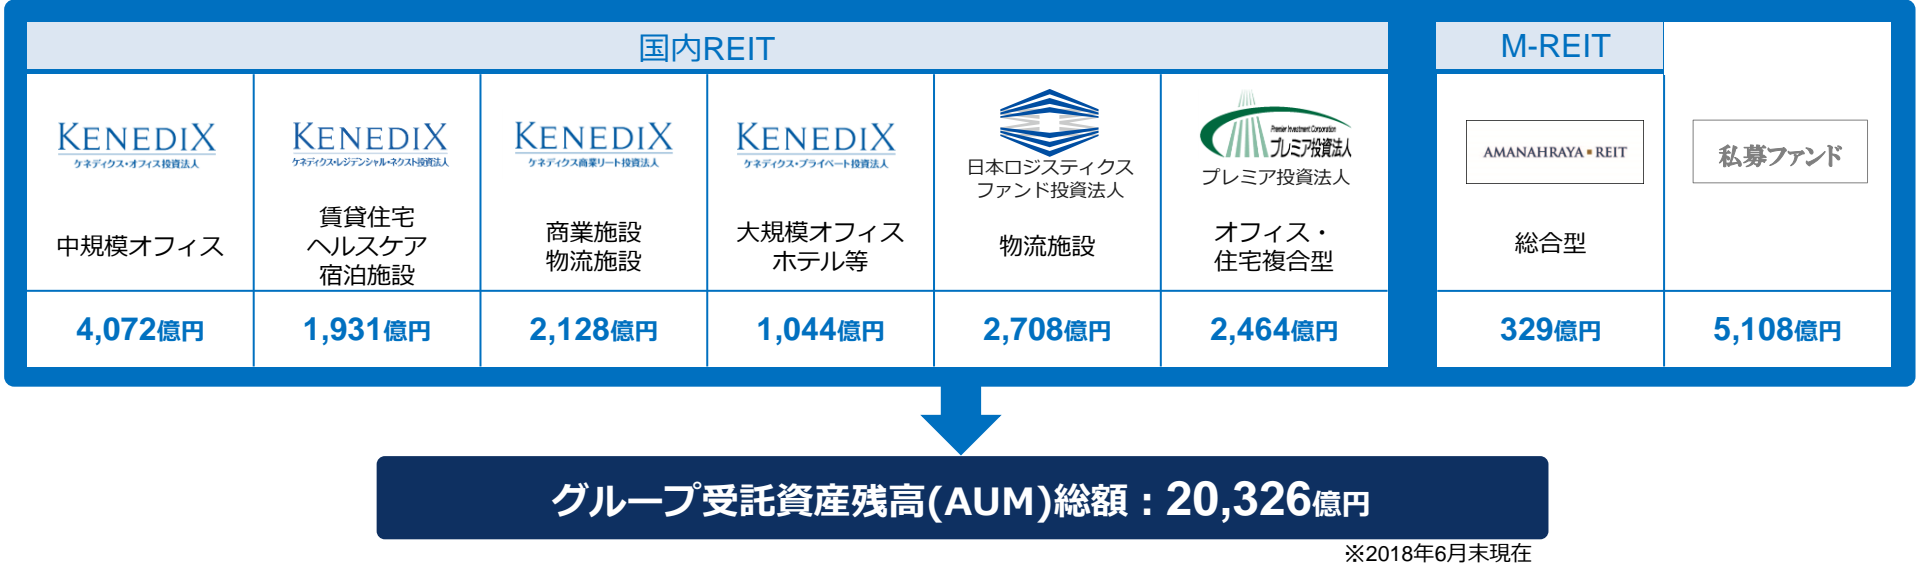 国内REIT
M-REIT
KENEDIX
ケネディクス・オフィス投資法人
KENEDIX
ケネディクス・レジデンシャル・ネクスト投資法人
KENEDIX
ケネディクス商業リート投資法人
KENEDIX
ケネディクス・プライベート投資法人
日本ロジスティクス
ファンド投資法人
Premier Investment Corporation
プレミア投資法人
プレミア投資法人
AMANAHRAYA REIT
私募ファンド
中規模オフィス
賃貸住宅
ヘルスケア
宿泊施設
商業施設
物流施設
大規模オフィス
ホテル等
物流施設
オフィス・
住宅複合型
総合型
4,072億円
1,931億円
2,128億円
1,044億円
2,708億円
2,464億円
329億円
5,108億円
グループ受託資産残高(AUM)総額：20,326億円
※2018年6月末現在